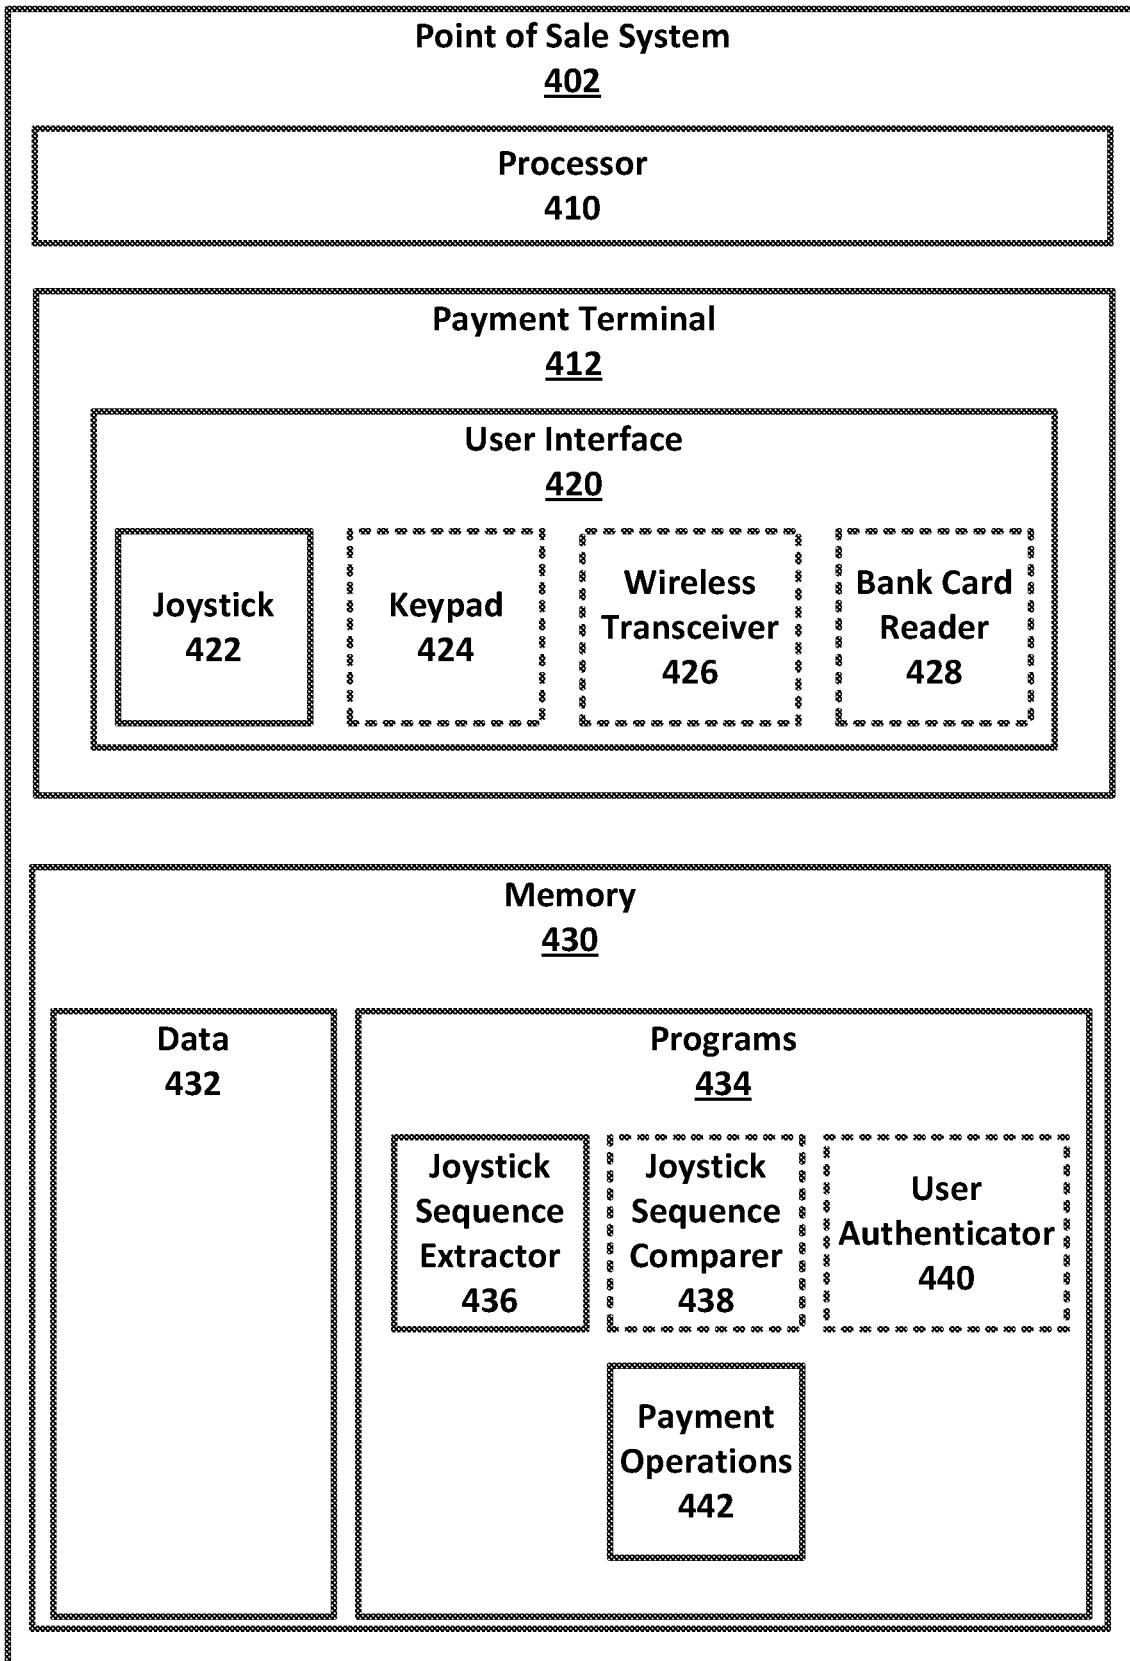 Point of Sale System
402
Processor
410
Payment Terminal
412
User Interface
420
Joystick
422
Keypad
424
Wireless
Transceiver
426
Bank Card
Reader
428
Memory
430
Data
432
Programs
434
Joystick
Sequence
Extractor
436
Joystick
Sequence
Comparer
438
User
Authenticator
440
Payment
Operations
442